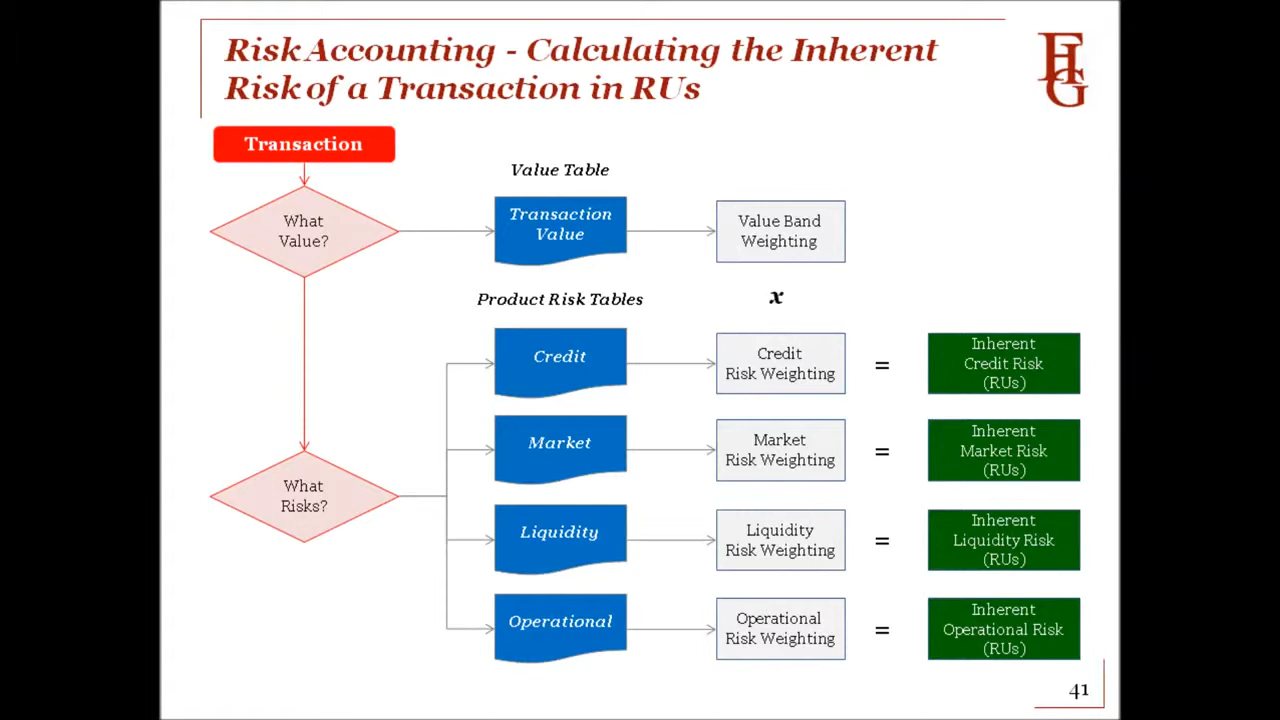 Risk Accounting - Calculating the Inherent
Risk of a Transaction in RUs
FHG
Transaction
Value Table
What
Value?
Transaction
Value
Value Band
Weighting
Product Risk Tables
x
Credit
Credit
Risk Weighting
=
Inherent
Credit Risk
(RUs)
Market
Market
Risk Weighting
=
Inherent
Market Risk
(RUs)
What
Risks?
Liquidity
Liquidity
Risk Weighting
=
Inherent
Liquidity Risk
(RUs)
Operational
Operational
Risk Weighting
=
Inherent
Operational Risk
(RUs)
41